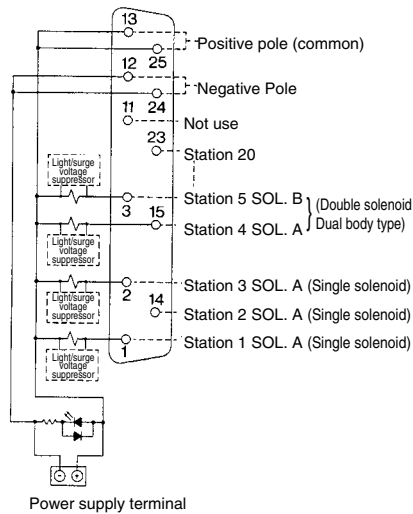 13
Positive pole (common)
12 25
Negative Pole
11 24
Not use
23
Station 20
Light/surge
voltage
suppressor
Station 5 SOL. B
3 15
(Double solenoid
Dual body type)
Station 4 SOL. A
Light/surge
voltage
suppressor
Station 3 SOL. A (Single solenoid)
2 14
Light/surge
voltage
suppressor
Station 2 SOL. A (Single solenoid)
Station 1 SOL. A (Single solenoid)
1
Light/surge
voltage
suppressor
⊖ ⊕
Power supply terminal